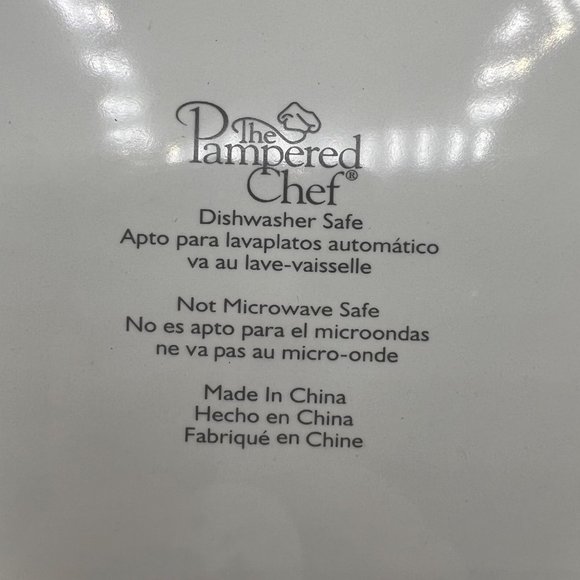 The
Pampered
Chef®
Dishwasher Safe
Apto para lavaplatos automático
va au lave-vaisselle
Not Microwave Safe
No es apto para el microondas
ne va pas au micro-onde
Made In China
Hecho en China
Fabriqué en Chine